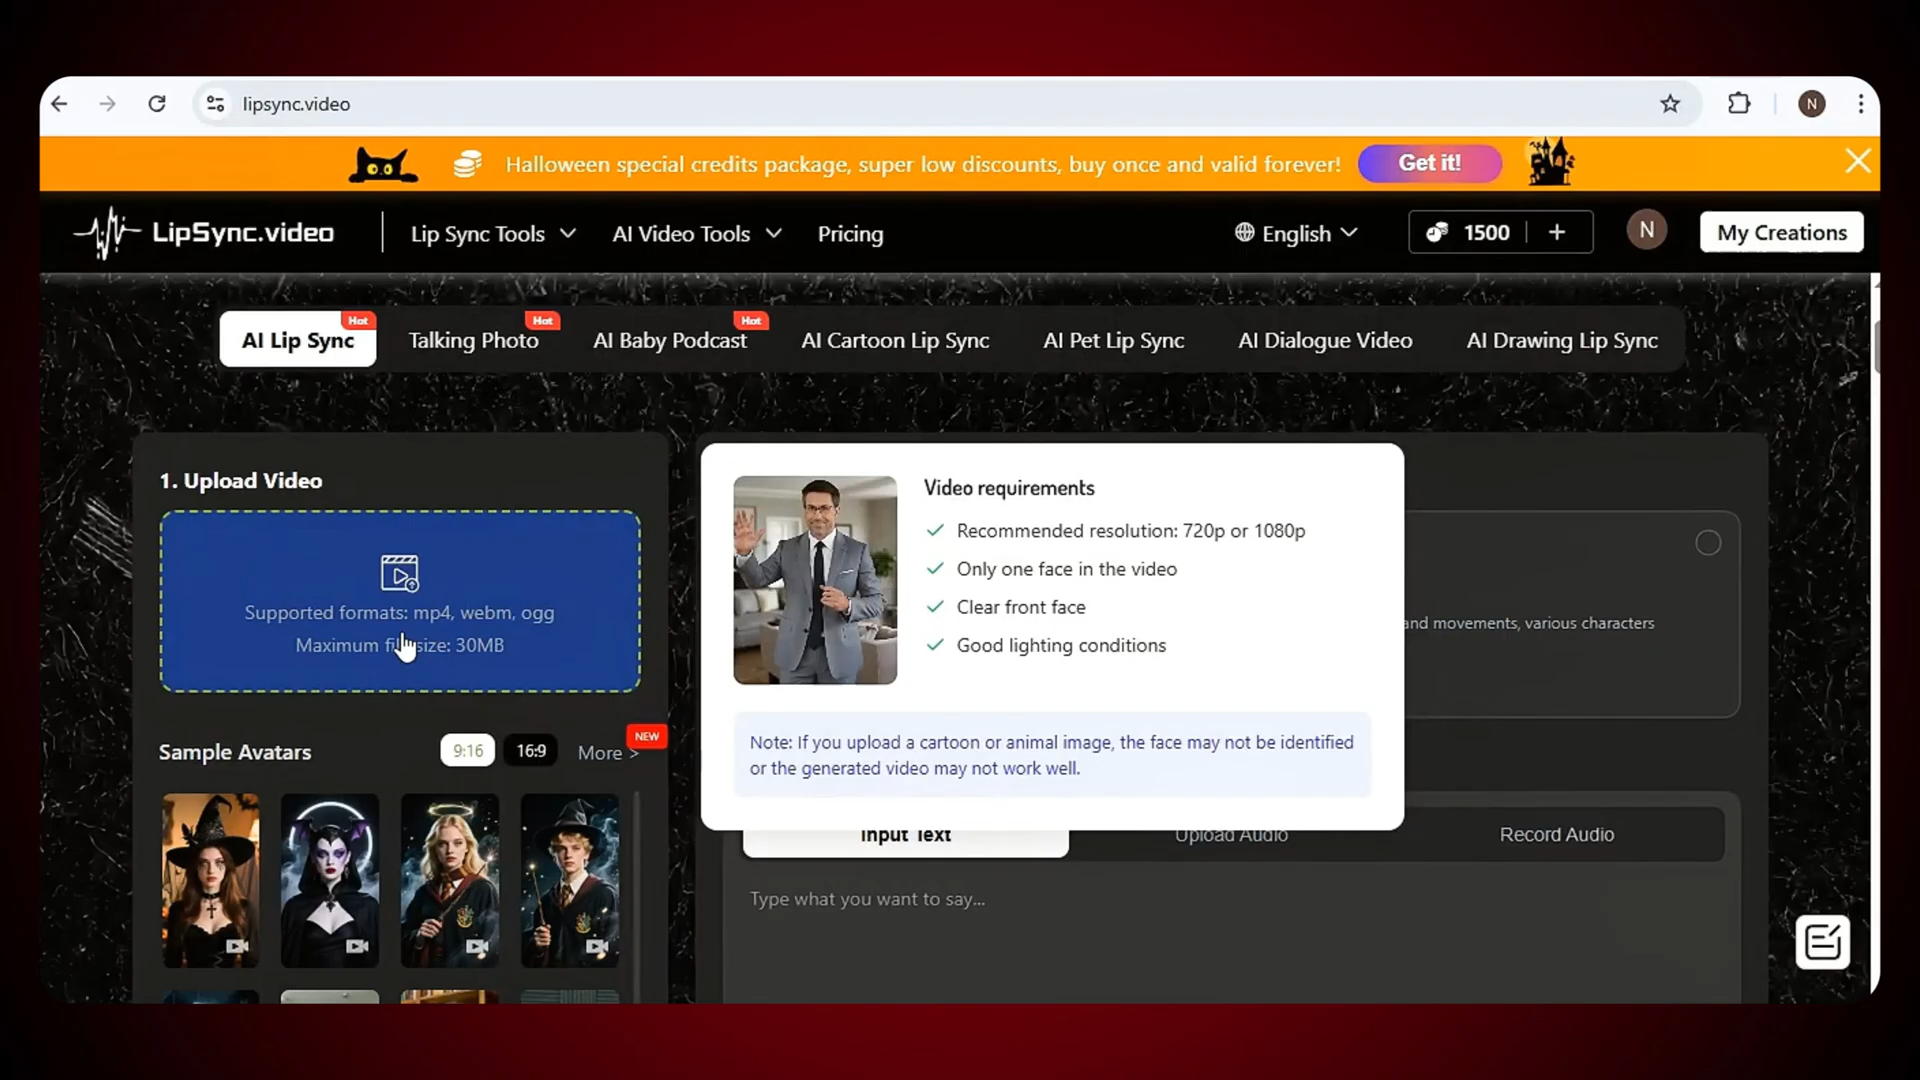 lipsync.video
N
Halloween special credits package, super low discounts, buy once and valid forever!
Get it!
LipSync.video
Lip Sync Tools
AI Video Tools
Pricing
English
1500
N
My Creations
AI Lip Sync
Hot
Talking Photo
Hot
AI Baby Podcast
Hot
AI Cartoon Lip Sync
AI Pet Lip Sync
AI Dialogue Video
AI Drawing Lip Sync
1. Upload Video
Supported formats: mp4, webm, ogg
Maximum file size: 30MB
Sample Avatars
9:16
16:9
More >
NEW
Video requirements
Recommended resolution: 720p or 1080p
Only one face in the video
Clear front face
Good lighting conditions
Note: If you upload a cartoon or animal image, the face may not be identified
or the generated video may not work well.
and movements, various characters
Input Text
Upload Audio
Record Audio
Type what you want to say...